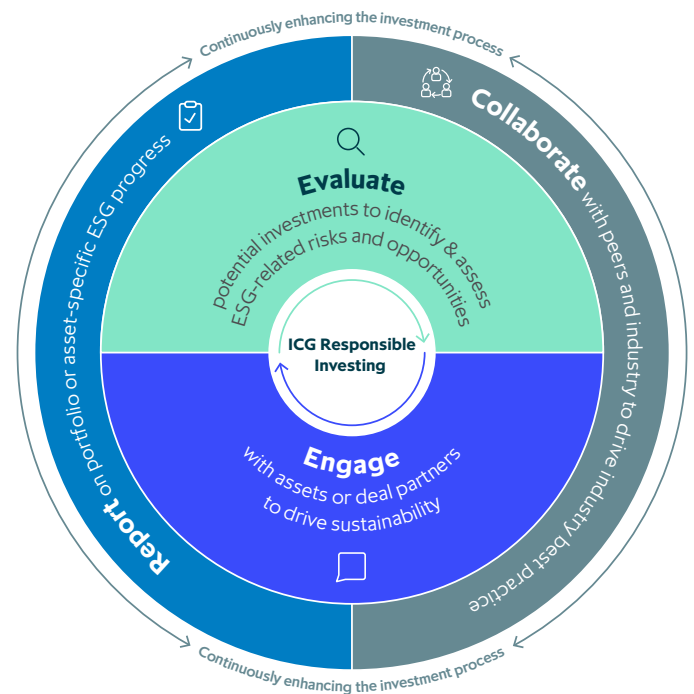 Continuously enhancing the investment process
Collaborate with peers and industry to drive industry best practice
Report on portfolio or asset-specific ESG progress
Evaluate
potential investments to identify & assess
ESG-related risks and opportunities
ICG Responsible
Investing
Engage
with assets or deal partners
to drive sustainability
Continuously enhancing the investment process